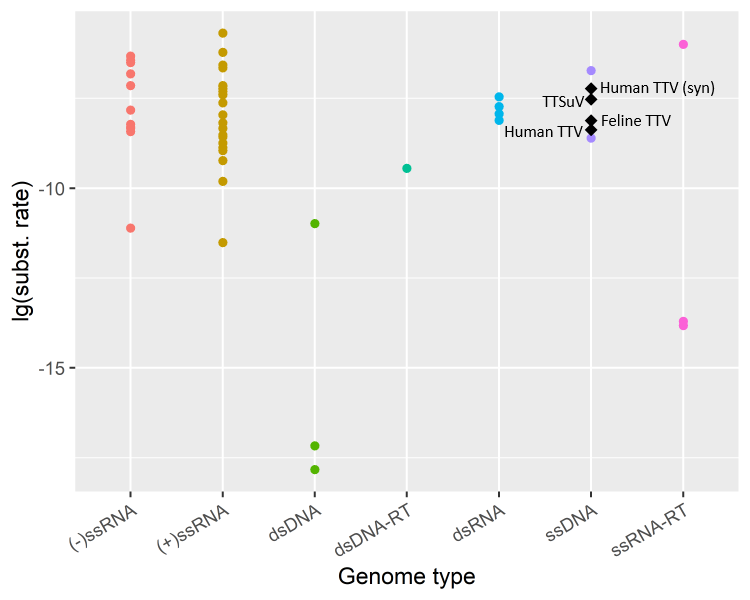 Human TTV (syn)
TTSuV
Feline TTV
Human TTV
-10
-15
lg(subst. rate)
(-)ssRNA
(+)ssRNA
dsDNA
dsDNA-RT
dsRNA
ssDNA
ssRNA-RT
Genome type